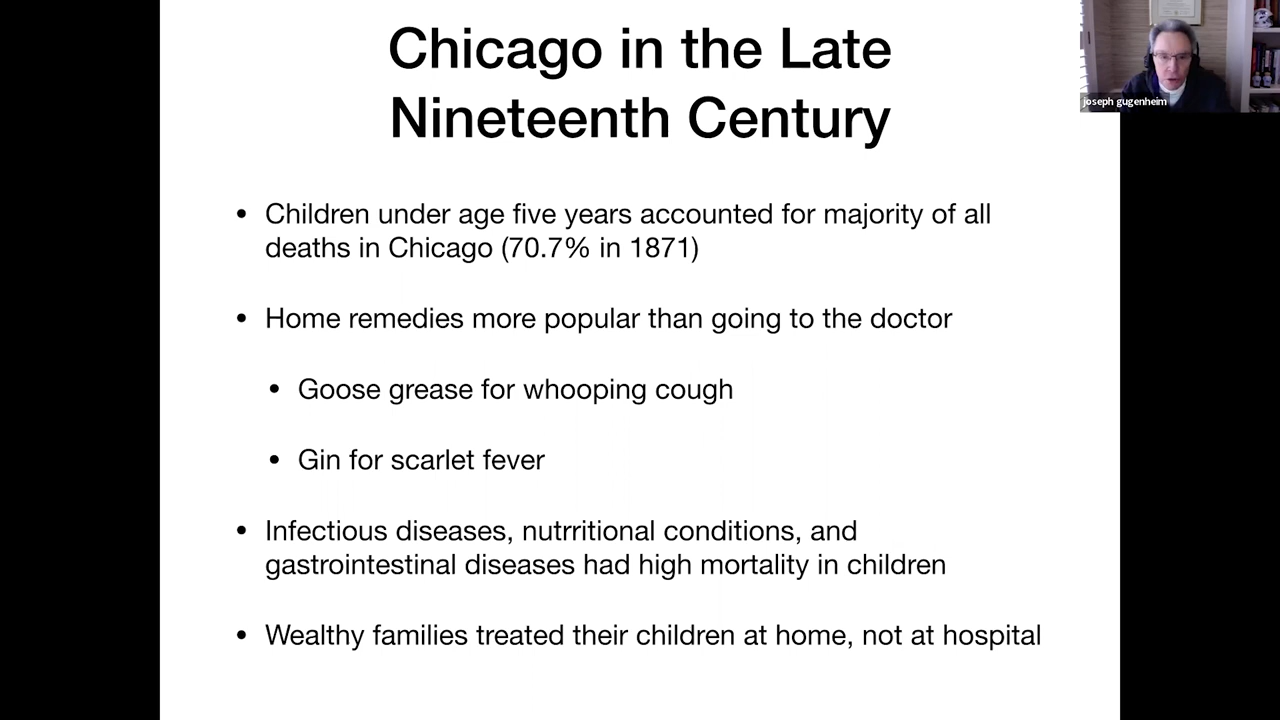 Chicago in the Late
Nineteenth Century
joseph gugenheim
• Children under age five years accounted for majority of all
deaths in Chicago (70.7% in 1871)
• Home remedies more popular than going to the doctor
• Goose grease for whooping cough
• Gin for scarlet fever
• Infectious diseases, nutrritional conditions, and
gastrointestinal diseases had high mortality in children
• Wealthy families treated their children at home, not at hospital